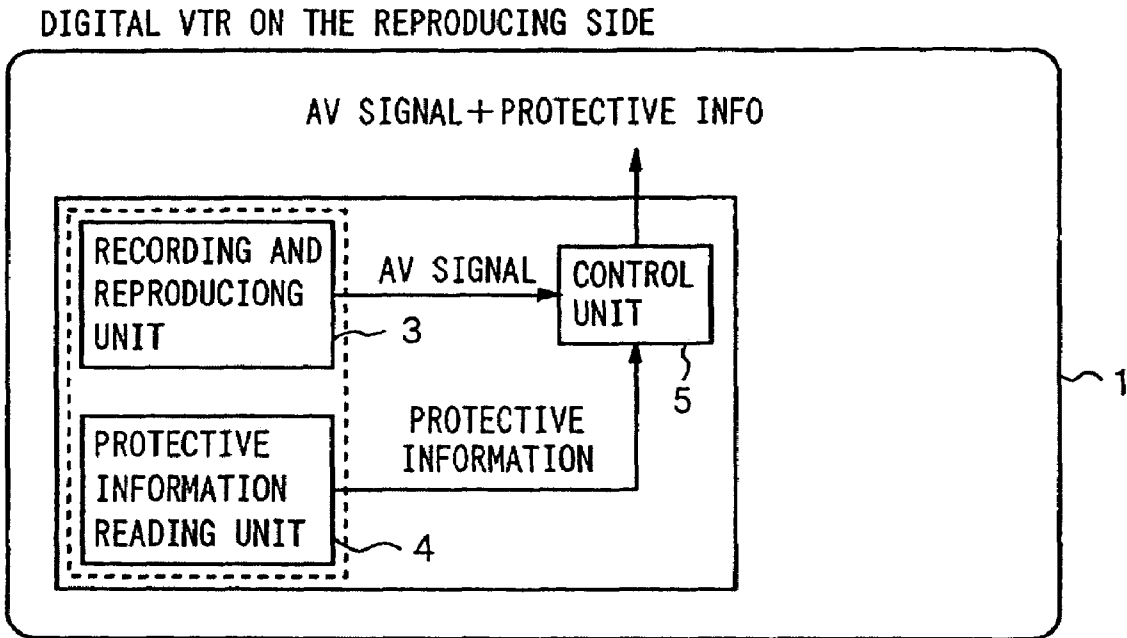 DIGITAL VTR ON THE REPRODUCING SIDE
AV SIGNAL+PROTECTIVE INFO
RECORDING AND
REPRODUCIONG
UNIT
3
AV SIGNAL
CONTROL
UNIT
5
1
PROTECTIVE
INFORMATION
READING UNIT
4
PROTECTIVE
INFORMATION